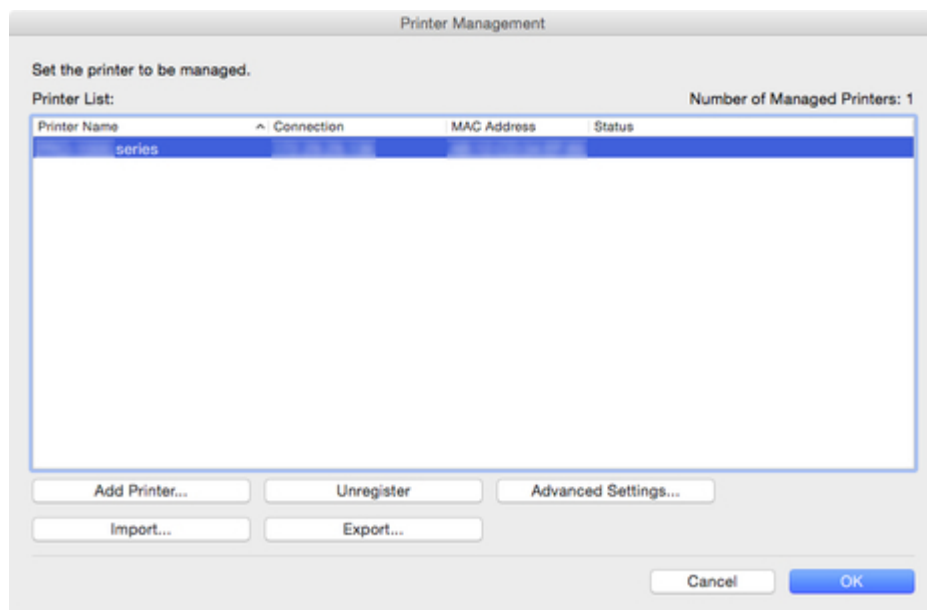 Printer Management
Set the printer to be managed.
Printer List: Number of Managed Printers: 1
Printer Name Connection MAC Address Status
series
Add Printer... Unregister Advanced Settings...
Import... Export...
Cancel OK